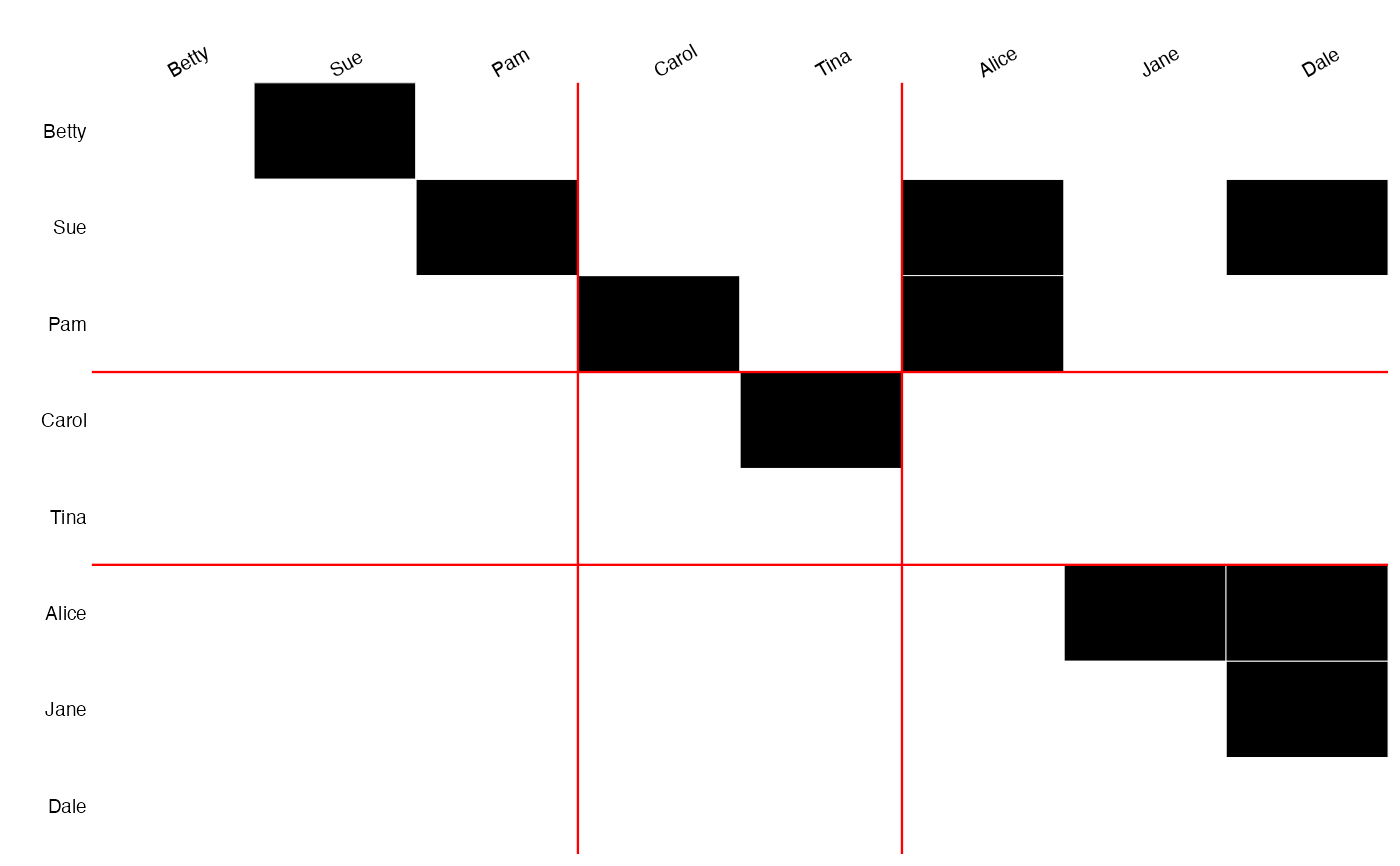 Betty Sue Pam Carol Tina Alice Jane Dale
Betty
Sue
Pam
Carol
Tina
Alice
Jane
Dale